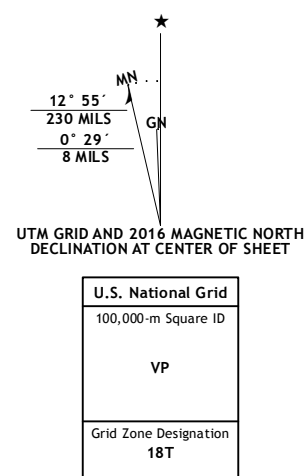 ★
MN
12° 55´
230 MILS
GN
0° 29´
8 MILS
UTM GRID AND 2016 MAGNETIC NORTH
DECLINATION AT CENTER OF SHEET
U.S. National Grid
100,000-m Square ID
VP
Grid Zone Designation
18T